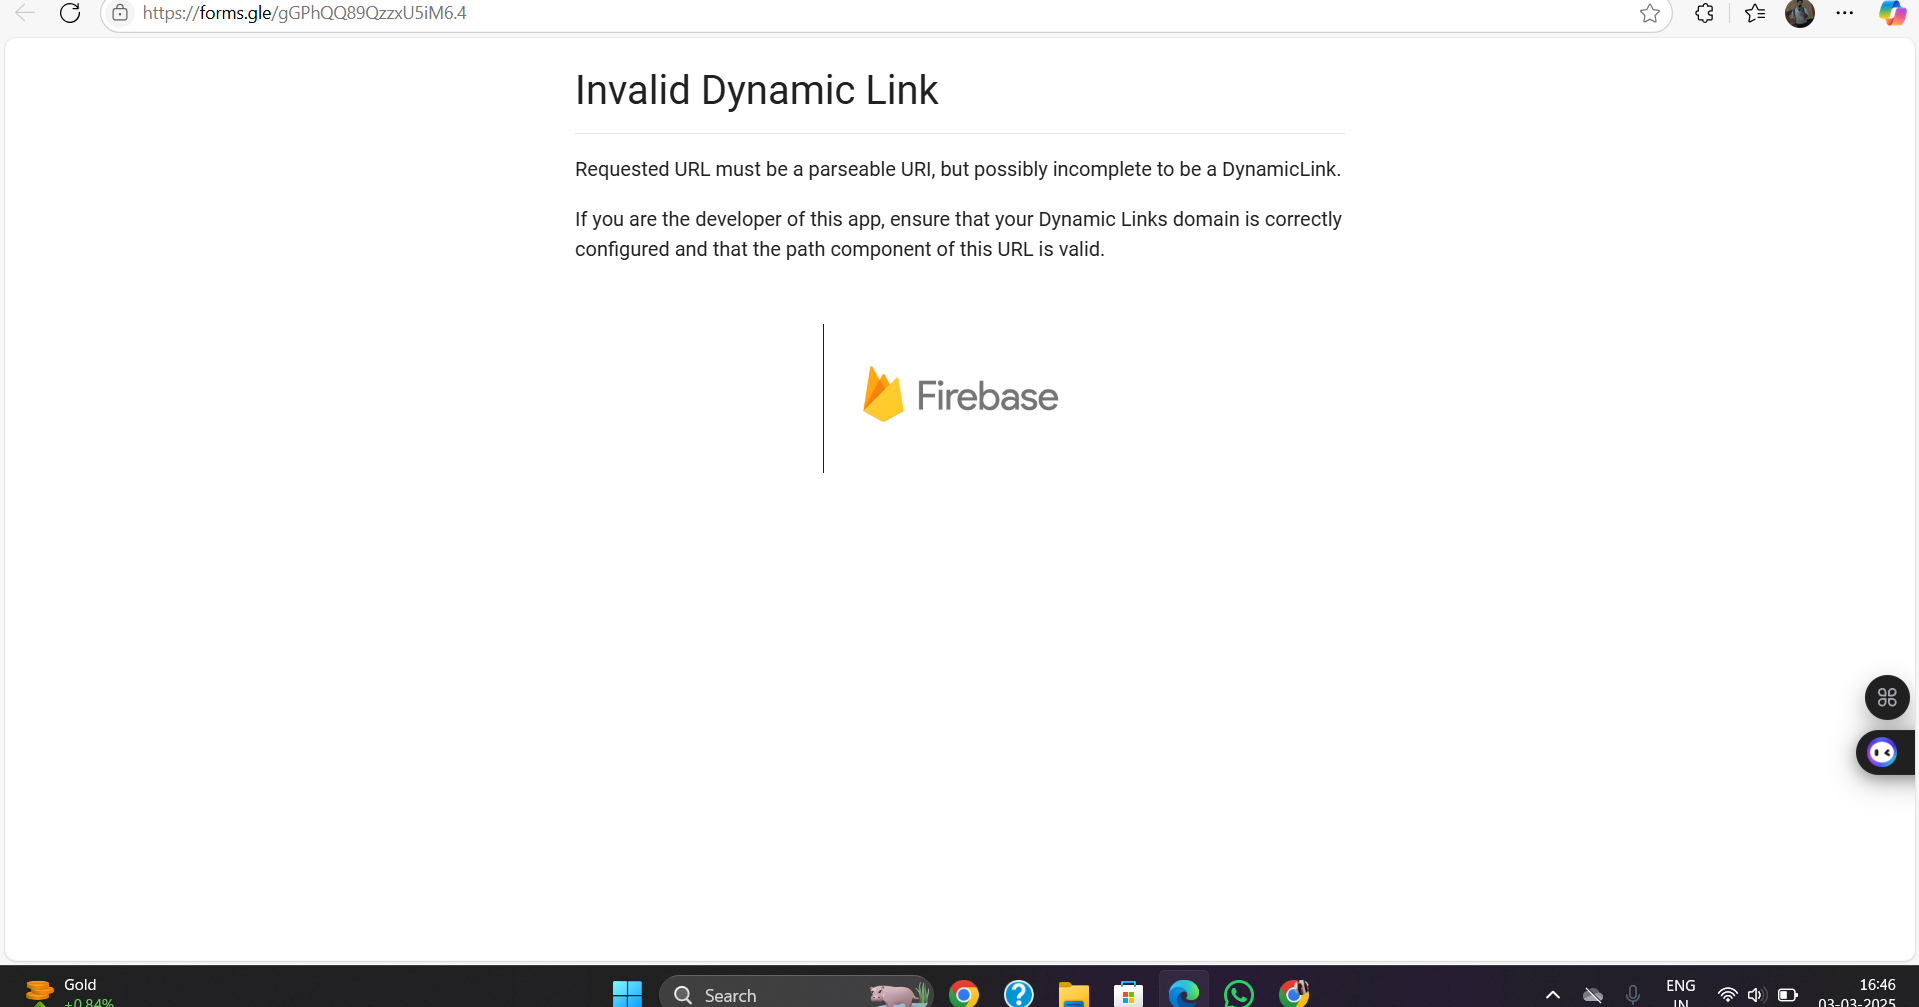 https://forms.gle/gGPhQQ89QzzxU5iM6.4
Invalid Dynamic Link
Requested URL must be a parseable URI, but possibly incomplete to be a DynamicLink.
If you are the developer of this app, ensure that your Dynamic Links domain is correctly
configured and that the path component of this URL is valid.
Firebase
Gold
+0.84%
Search
ENG
IN
16:46
03-03-2025